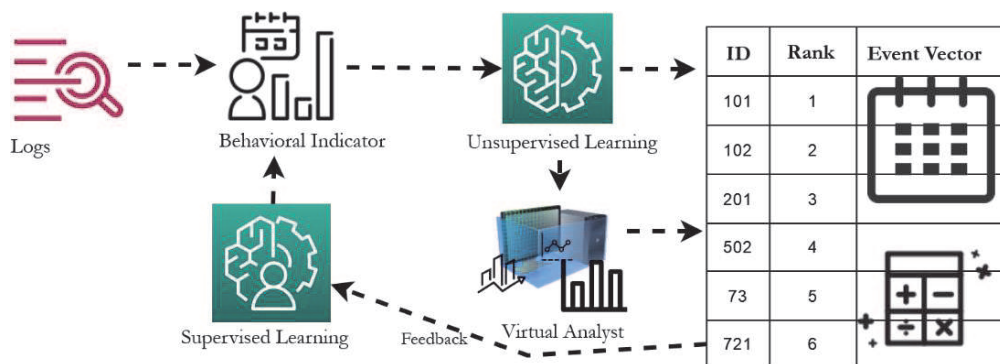 Logs
Behavioral Indicator
Unsupervised Learning
Supervised Learning
Feedback
Virtual Analyst
ID Rank Event Vector
101 1
102 2
201 3
502 4
73 5
721 6